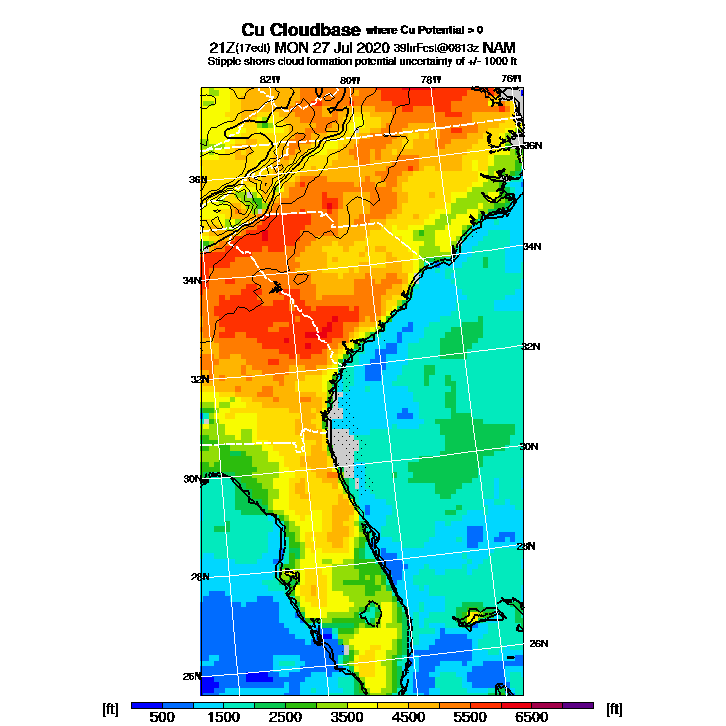 Cu Cloudbase where Cu Potential > 0
21Z(17edt) MON 27 Jul 2020 39hrFcst@0613z NAM
Stipple shows cloud formation potential uncertainty of +/- 1000 ft
82W 80W 78W 76W
36N
36N
34N
34N
32N
32N
30N
30N
28N
28N
26N
26N
[ft] 500 1500 2500 3500 4500 5500 6500 [ft]